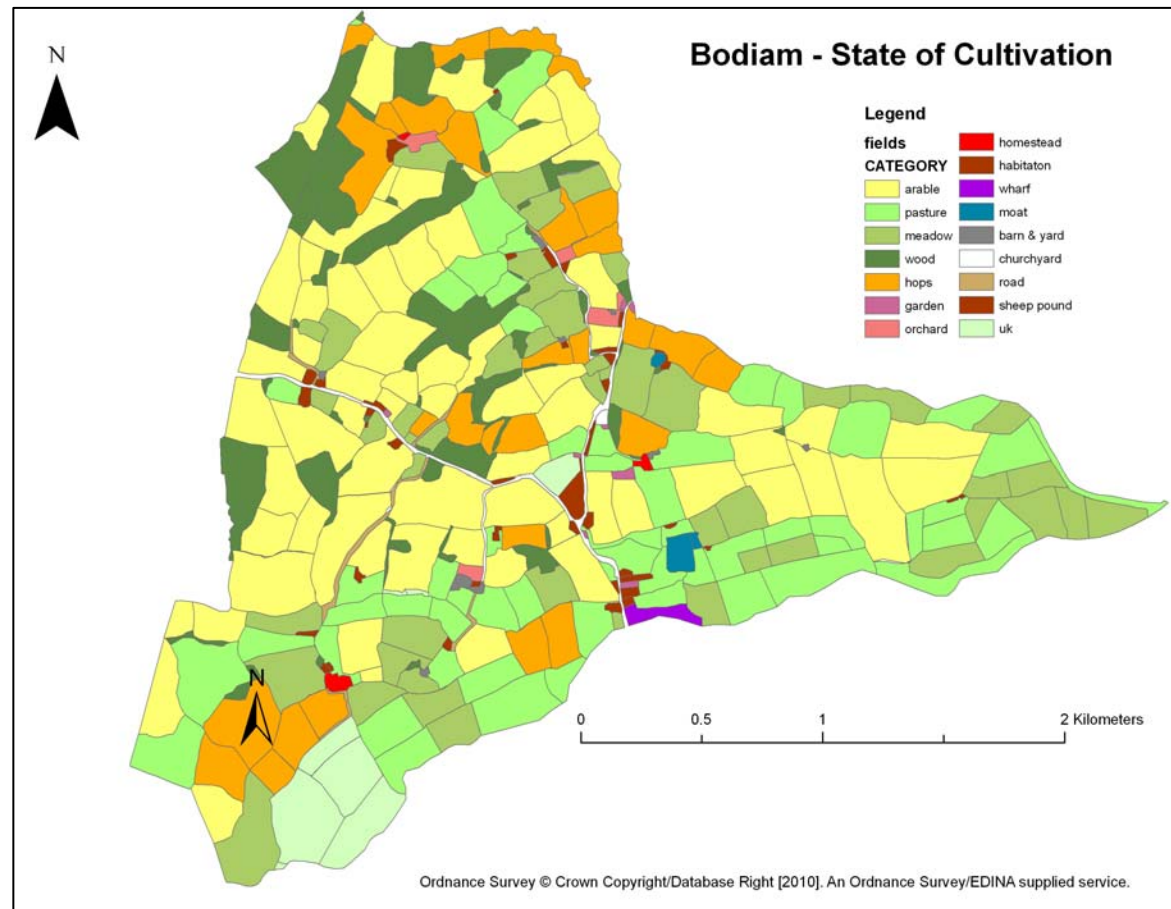 N
Bodiam - State of Cultivation
Legend
fields
CATEGORY
arable
pasture
meadow
wood
hops
garden
orchard
homestead
habitaton
wharf
moat
barn & yard
churchyard
road
sheep pound
uk
N
0 0.5 1 2 Kilometers
Ordnance Survey © Crown Copyright/Database Right [2010]. An Ordnance Survey/EDINA supplied service.